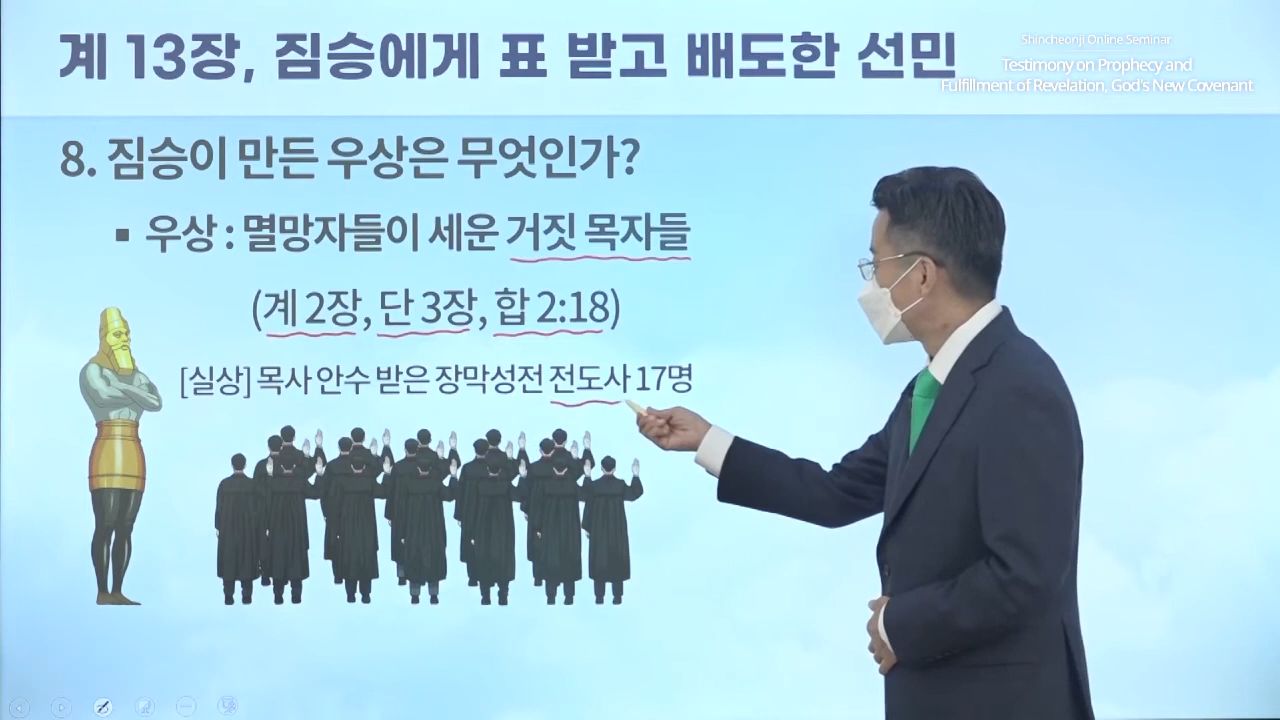 계 13장, 짐승에게 표 받고 배도한 선민
Shincheonji Online Seminar
Testimony on Prophecy and
Fulfillment of Revelation, God's New Covenant
8. 짐승이 만든 우상은 무엇인가?
▪ 우상 : 멸망자들이 세운 거짓 목자들
(계 2장, 단 3장, 합 2:18)
[실상] 목사 안수 받은 장막성전 전도사 17명